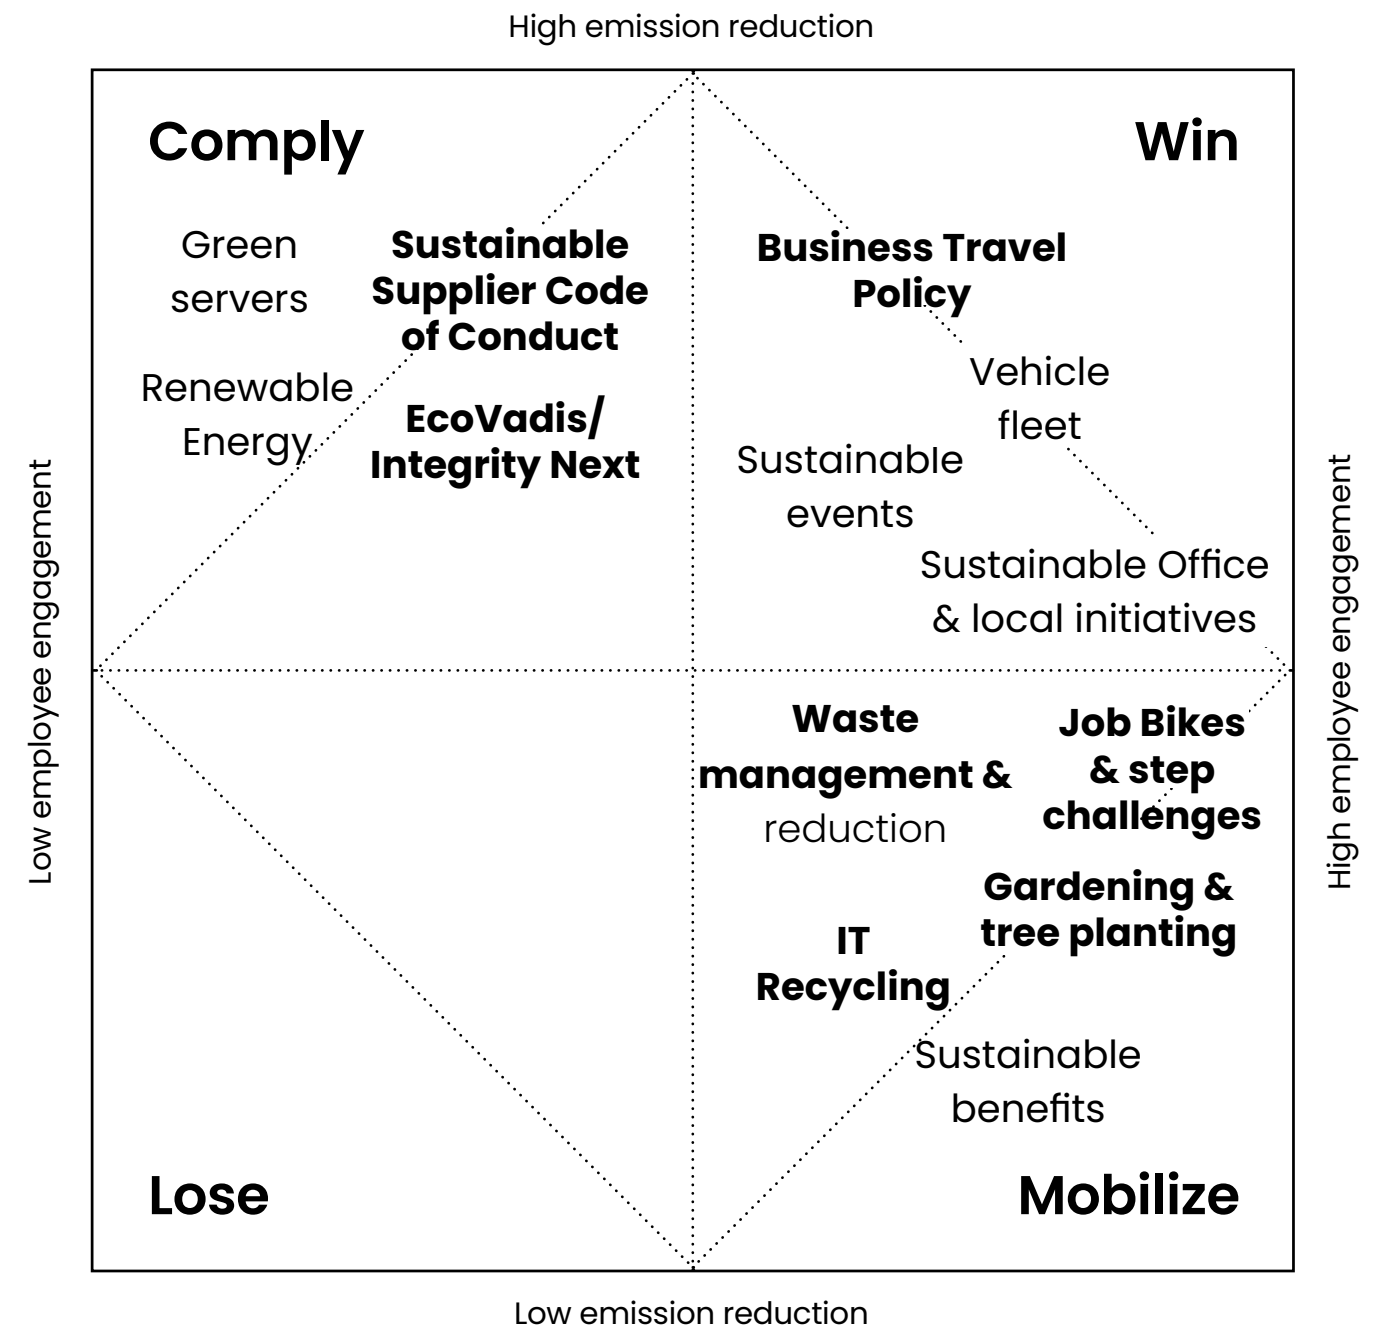 High emission reduction
Comply
Win
Green
servers
Sustainable
Supplier Code
of Conduct
Renewable
Energy
EcoVadis/
Integrity Next
Business Travel
Policy
Vehicle
fleet
Sustainable
events
Sustainable Office
& local initiatives
Low employee engagement
High employee engagement
Waste
management &
reduction
Job Bikes
& step
challenges
Gardening &
tree planting
IT
Recycling
Sustainable
benefits
Lose
Mobilize
Low emission reduction